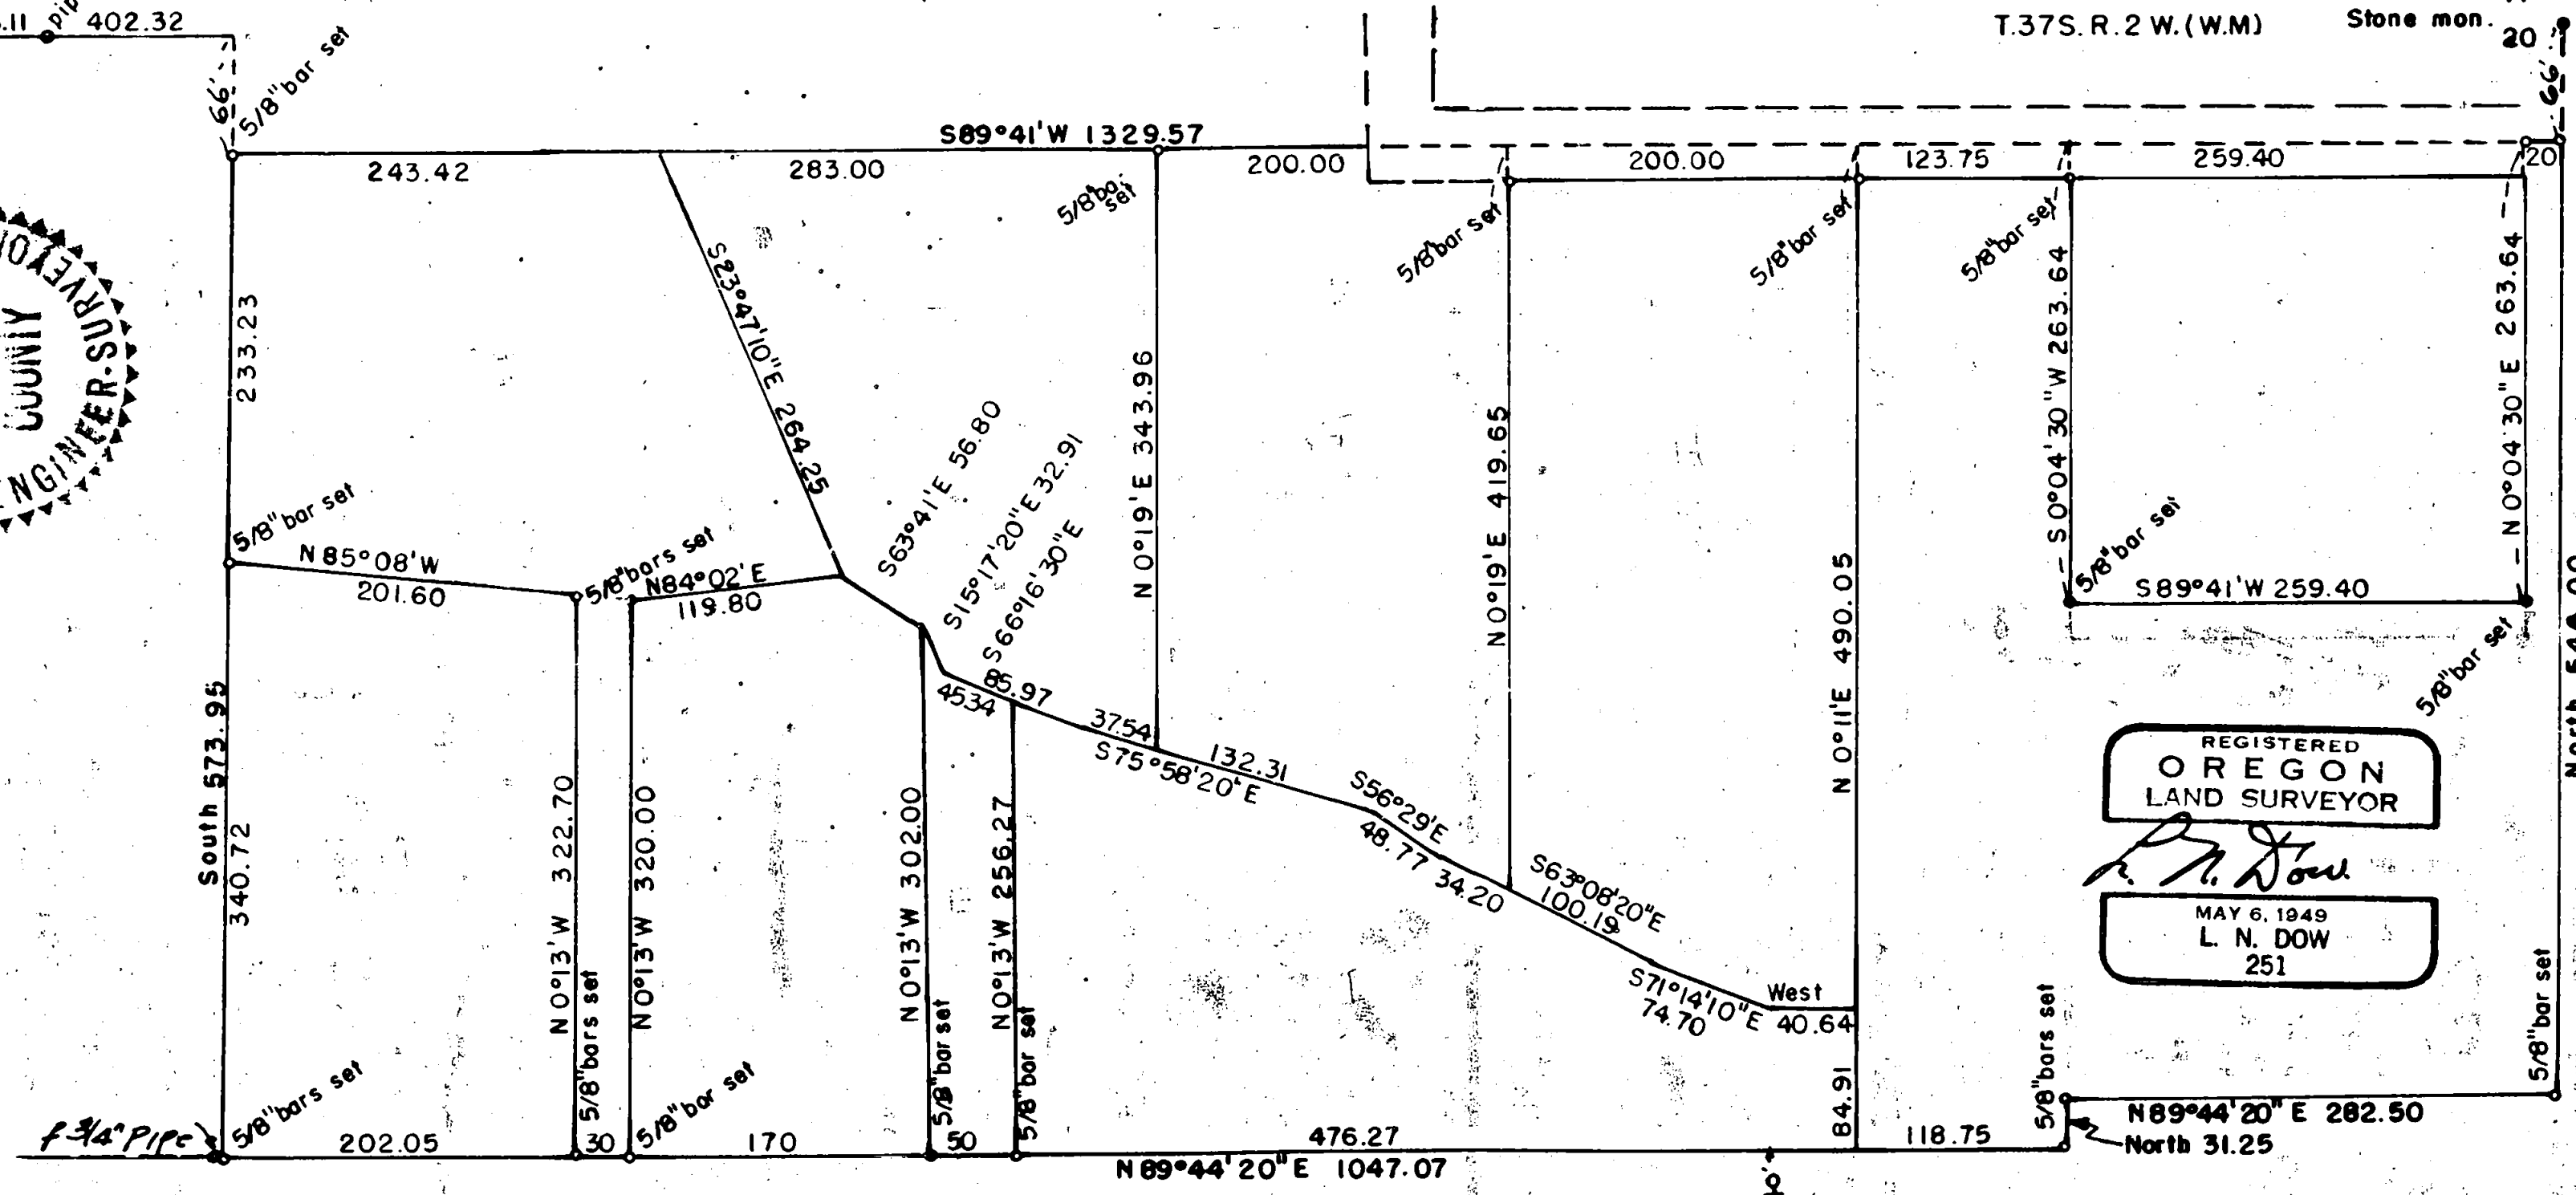 402.32
66'
5/8" bar set
T.37S. R.2 W.(W.M)
Stone mon.
20
66'
S89°41'W 1329.57
243.42
283.00
200.00
200.00
123.75
259.40
20
5/8" bar set
5/8" bar set
5/8" bar set
5/8" bar set
233.23
S23°47'10"E 264.25
N 0°19'E 343.96
N 0°19'E 419.65
N 0°11'E 490.05
S 0°04'30"W 263.64
N 0°04'30"E 263.64
COUNTY
ENGINEER-SURVEYOR
5/8" bar set
N 85°08'W
201.60
5/8" bars set
N84°02'E
119.80
S63°41'E 56.80
S15°17'20"E 32.91
S66°16'30"E
85.97
45.34
37.54
S75°58'20"E
132.31
S56°29'E
48.77
34.20
S63°08'20"E
100.19
S71°14'10"E
74.70
West
40.64
84.91
5/8" bar set
S89°41'W 259.40
5/8" bar set
South 573.95
340.72
N 0°13'W 322.70
N 0°13'W 320.00
N 0°13'W 302.00
N 0°13'W 256.27
5/8" bars set
5/8" bar set
5/8" bar set
REGISTERED
OREGON
LAND SURVEYOR
L. N. Dow
MAY 6, 1949
L. N. DOW
251
5/8" bars set
5/8" bar set
f 3/4" Pipe
5/8" bars set
5/8" bar set
202.05
30
170
50
476.27
118.75
N89°44'20"E 1047.07
N89°44'20"E 282.50
North 31.25